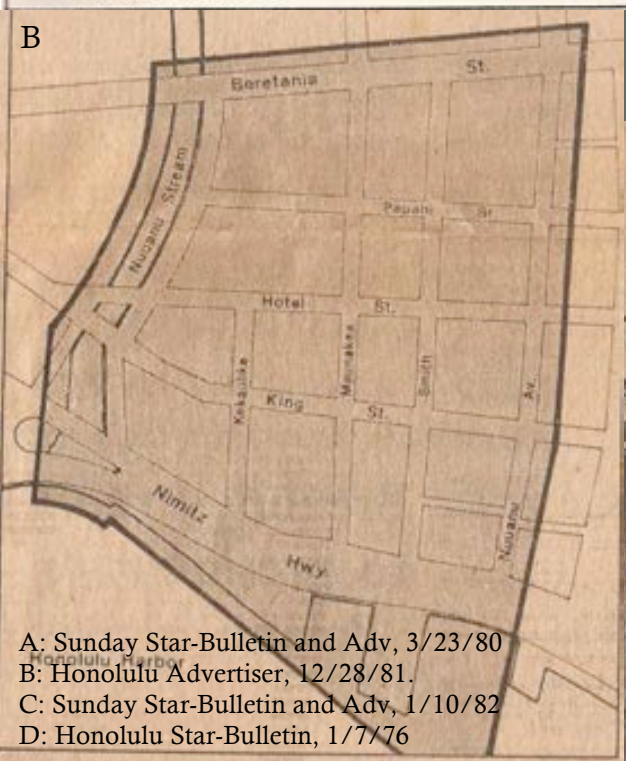 B
Beretania St.
Nuuanu Stream
Pauahi St.
Hotel St.
Kekaulike
Maunakea
Smith
Av.
King St.
Nuuanu
Nimitz
Hwy.
Honolulu Harbor
A: Sunday Star-Bulletin and Adv, 3/23/80
B: Honolulu Advertiser, 12/28/81.
C: Sunday Star-Bulletin and Adv, 1/10/82
D: Honolulu Star-Bulletin, 1/7/76